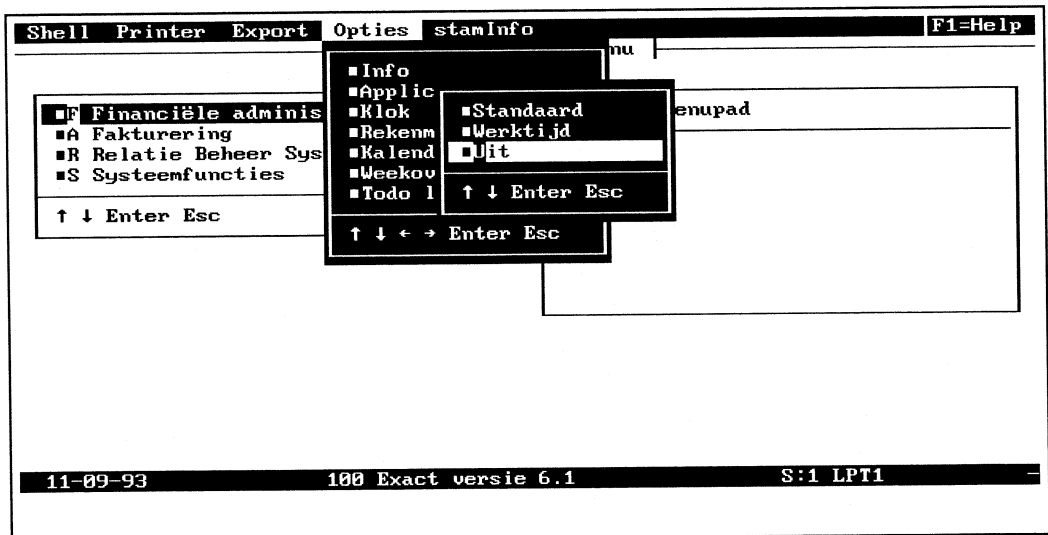 Shell Printer Export Opties stamInfo F1=Help
nu
■F Financiële adminis
■A Fakturering
■R Relatie Beheer Sys
■S Systeemfuncties
↑ ↓ Enter Esc
■Info
■Applic
■Klok
■Rekenm
■Kalend
■Weekov
■Todo l
↑ ↓ ← → Enter Esc
■Standaard
■Werktijd
■Uit
↑ ↓ Enter Esc
enupad
11-09-93 100 Exact versie 6.1 S:1 LPT1